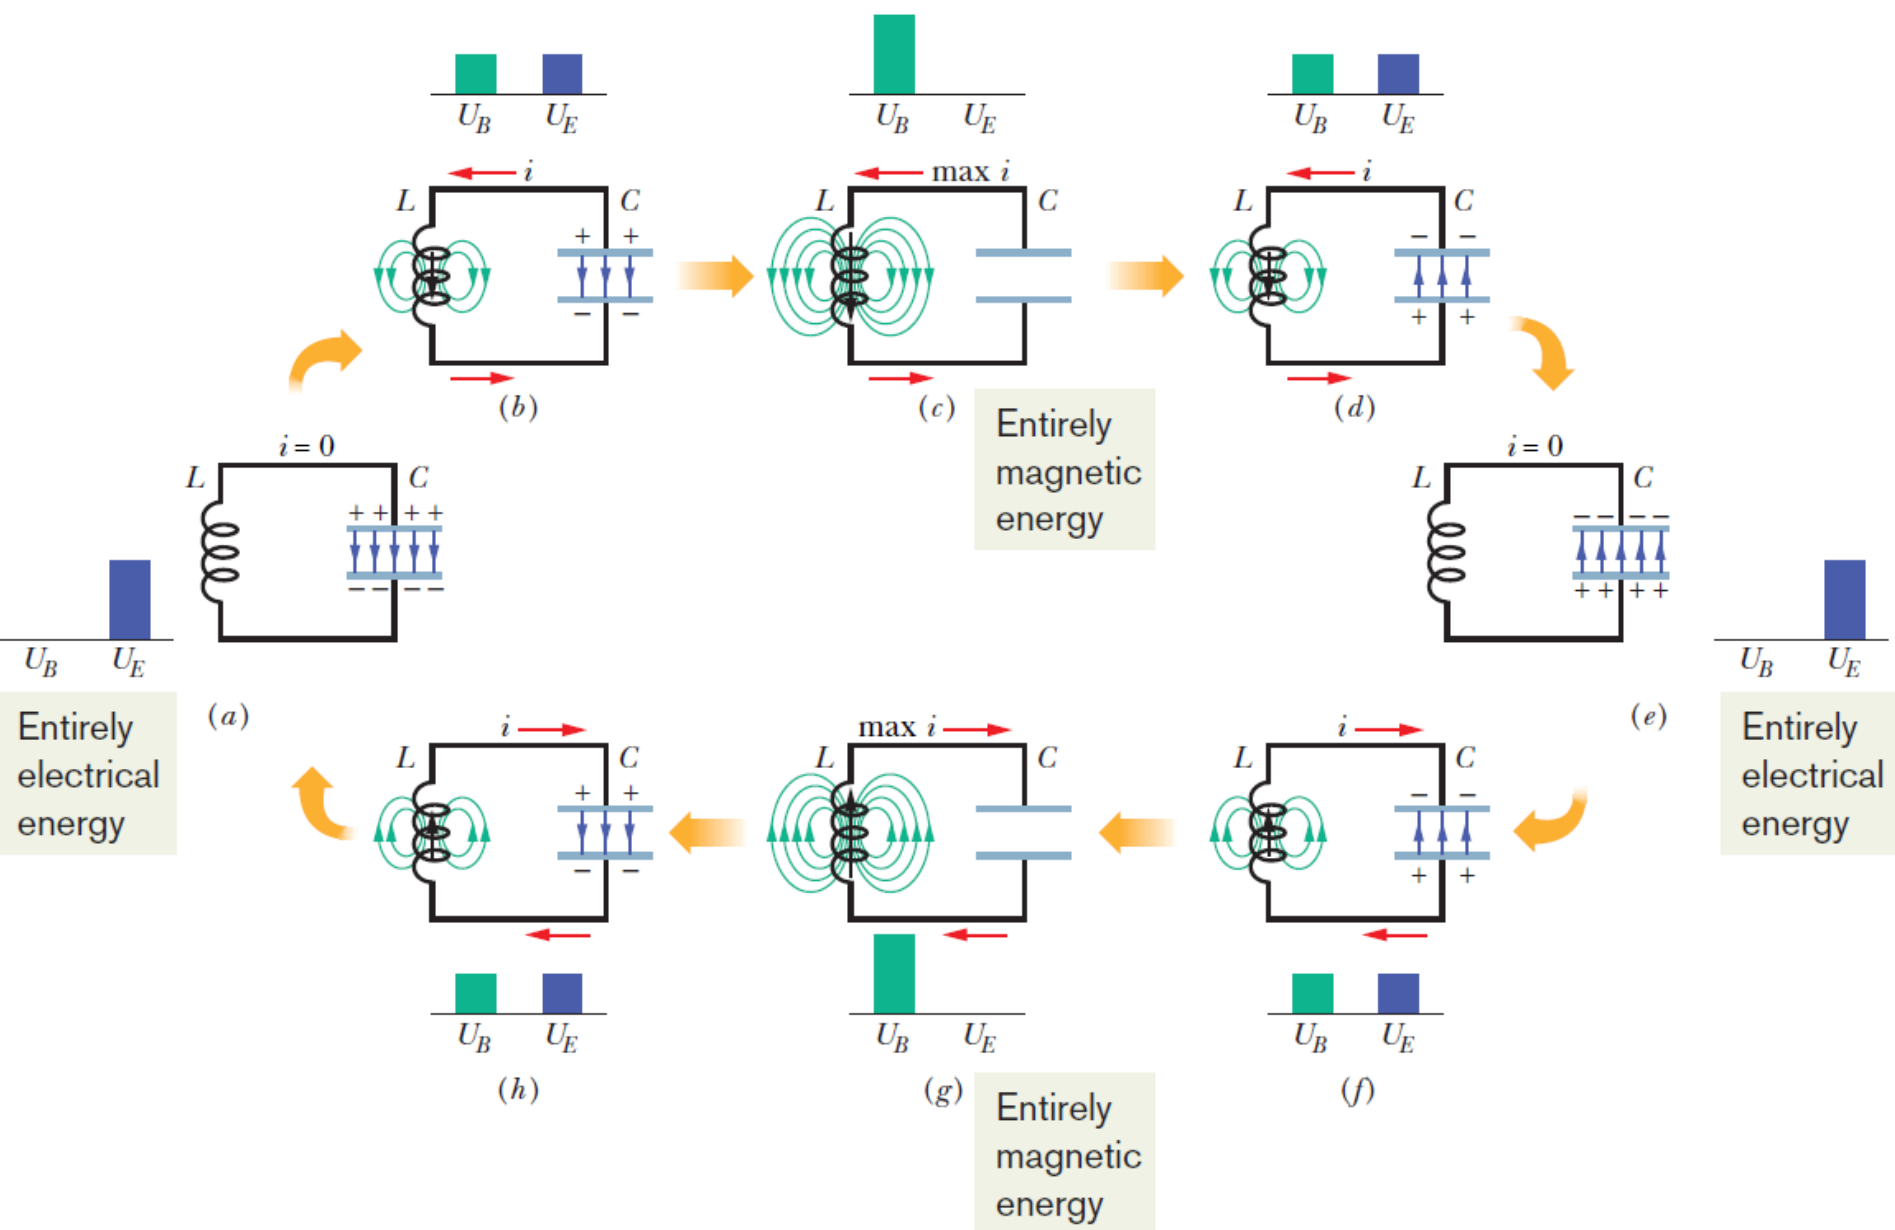 U_B U_E
U_B U_E
U_B U_E
i
max i
i
L C
L C
L C
+ +
− −
− −
+ +
(b)
(c)
(d)
Entirely
magnetic
energy
i = 0
L C
+ + + +
− − − −
U_B U_E
(a)
Entirely
electrical
energy
i = 0
L C
− − − −
+ + + +
U_B U_E
(e)
Entirely
electrical
energy
i
max i
i
L C
L C
L C
+ +
− −
− −
+ +
U_B U_E
U_B U_E
U_B U_E
(h)
(g)
(f)
Entirely
magnetic
energy